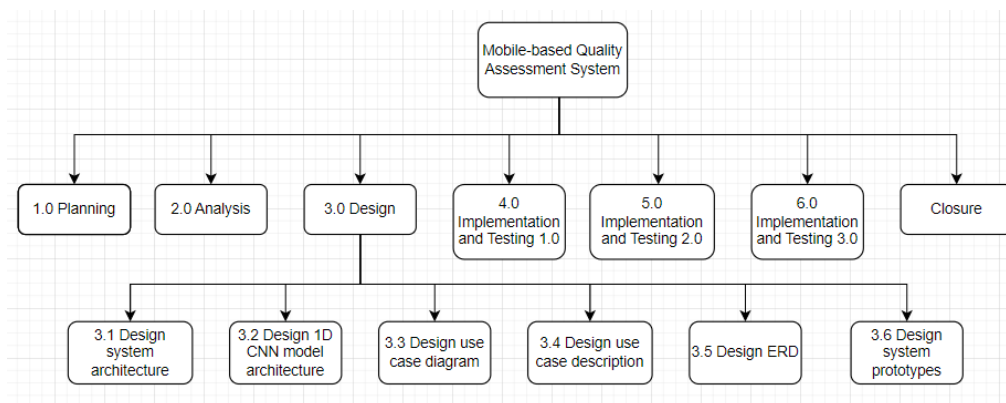 Mobile-based Quality
Assessment System
1.0 Planning
2.0 Analysis
3.0 Design
4.0
Implementation
and Testing 1.0
5.0
Implementation
and Testing 2.0
6.0
Implementation
and Testing 3.0
Closure
3.1 Design
system
architecture
3.2 Design 1D
CNN model
architecture
3.3 Design use
case diagram
3.4 Design use
case description
3.5 Design ERD
3.6 Design
system
prototypes